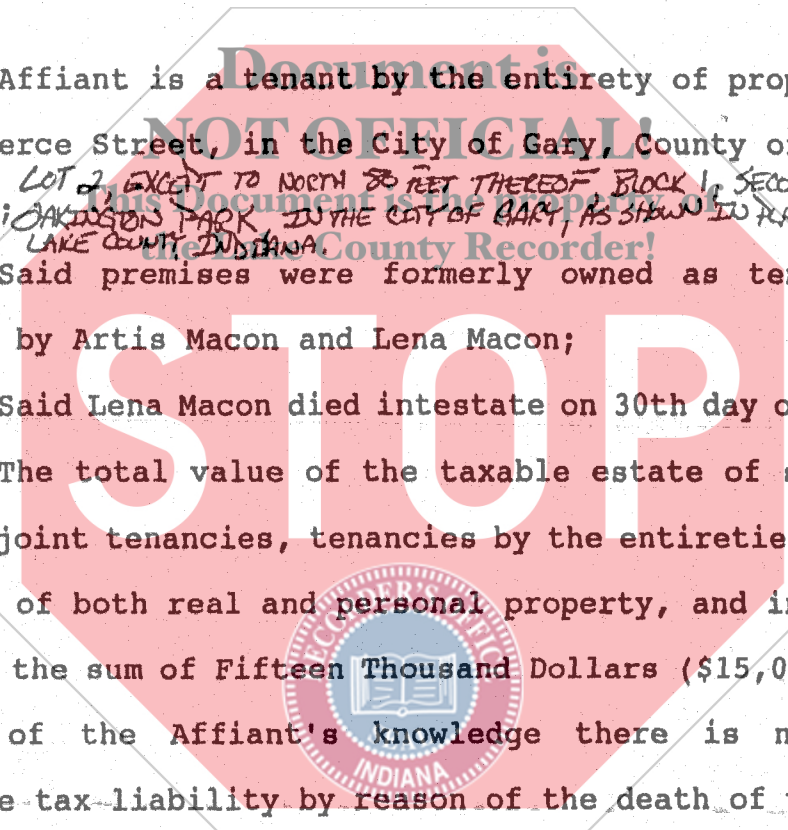 Affiant is a tenant by the entirety of prop
erce Street, in the City of Gary, County o
LOT 2, EXCEPT TO NORTH FEET THEREOF, BLOCK 1, SECO
OAKINGTON PARK IN THE CITY OF GARY, AS SHOWN IN PLA
LAKE COUNTY, INDIANA.
Said premises were formerly owned as te
by Artis Macon and Lena Macon;
Said Lena Macon died intestate on 30th day o
The total value of the taxable estate of s
joint tenancies, tenancies by the entiretie
of both real and personal property, and i
the sum of Fifteen Thousand Dollars ($15,0
of the Affiant's knowledge there is n
e tax liability by reason of the death of
Document is
NOT OFFICIAL!
This Document is the property of
the Lake County Recorder!
STOP
RECORDER'S OFFICE
INDIANA